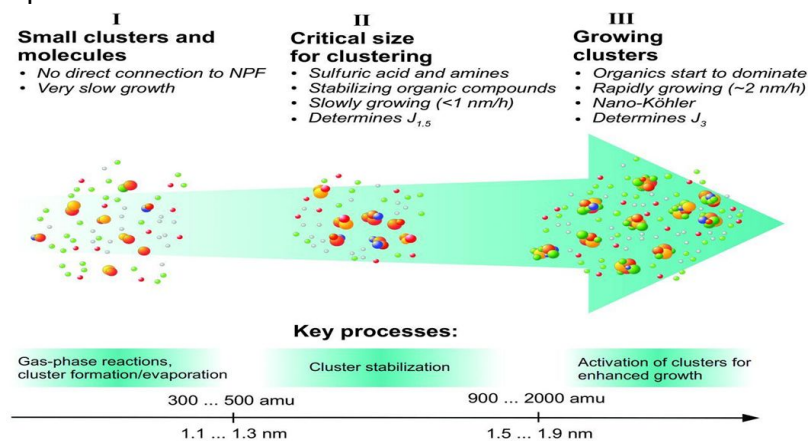 I
Small clusters and
molecules
• No direct connection to NPF
• Very slow growth
II
Critical size
for clustering
• Sulfuric acid and amines
• Stabilizing organic compounds
• Slowly growing (<1 nm/h)
• Determines J1.5
III
Growing
clusters
• Organics start to dominate
• Rapidly growing (~2 nm/h)
• Nano-Köhler
• Determines J3
Key processes:
Gas-phase reactions,
cluster formation/evaporation
Cluster stabilization
Activation of clusters for
enhanced growth
300 ... 500 amu
900 ... 2000 amu
1.1 ... 1.3 nm
1.5 ... 1.9 nm